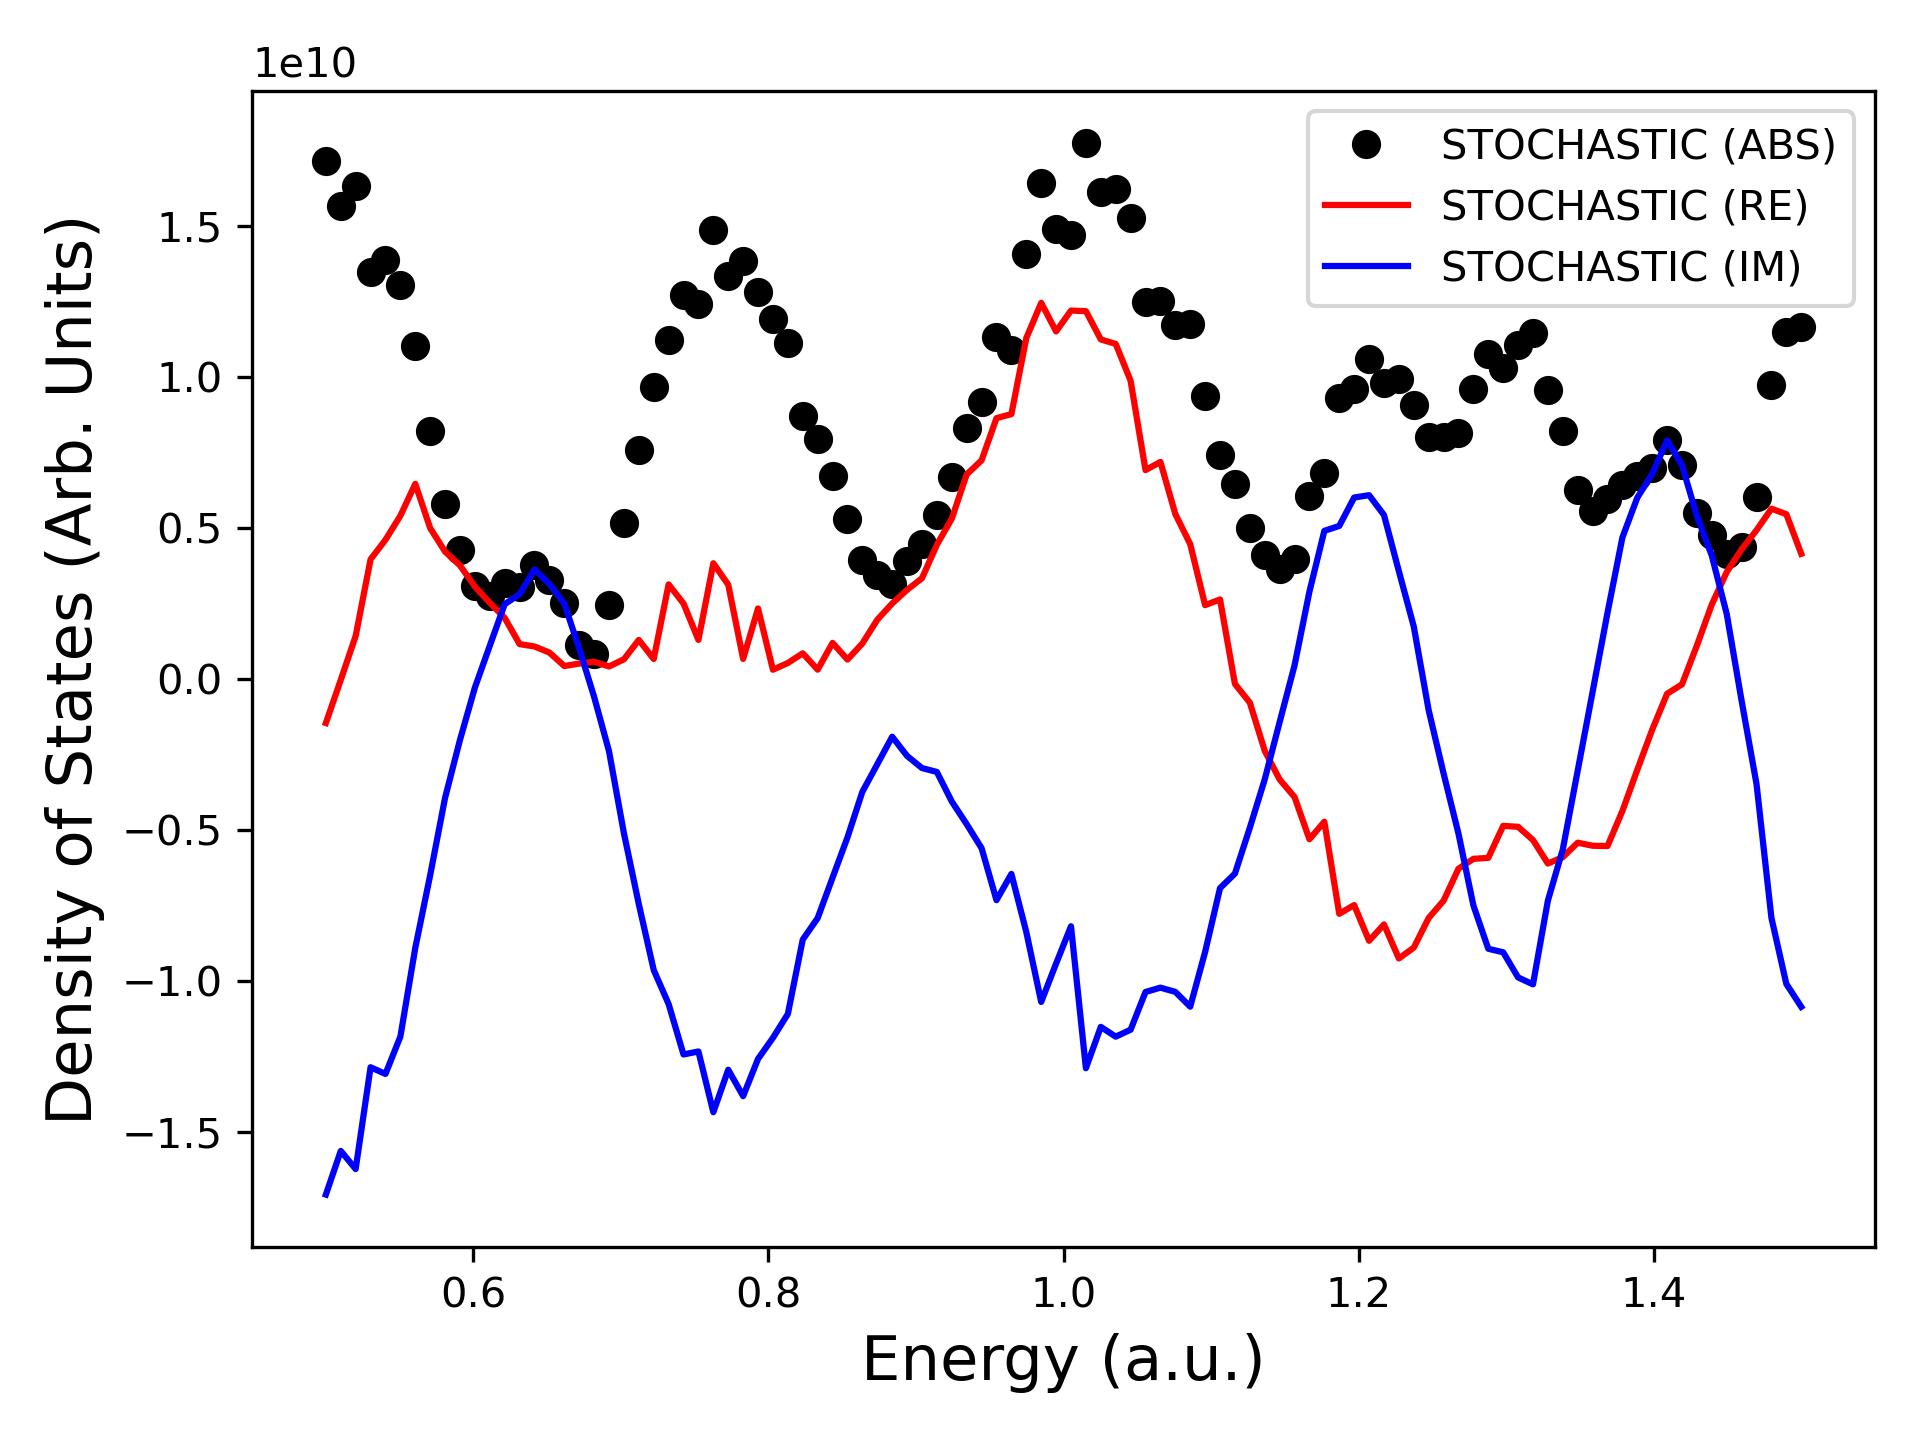 1e10
STOCHASTIC (ABS)
STOCHASTIC (RE)
STOCHASTIC (IM)
Density of States (Arb. Units)
1.5
1.0
0.5
0.0
−0.5
−1.0
−1.5
0.6 0.8 1.0 1.2 1.4
Energy (a.u.)